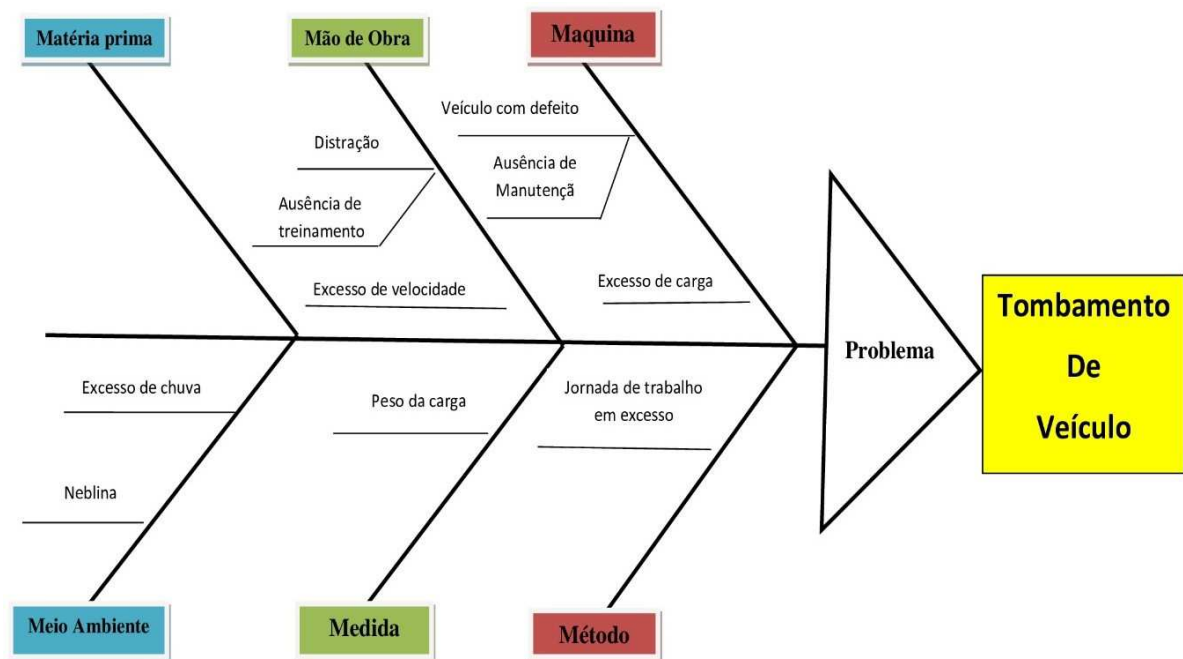 Matéria prima
Mão de Obra
Maquina
Veículo com defeito
Distração
Ausência de
Manutençã
Ausência de
treinamento
Excesso de velocidade
Excesso de carga
Problema
Tombamento
De
Veículo
Excesso de chuva
Peso da carga
Jornada de trabalho
em excesso
Neblina
Meio Ambiente
Medida
Método